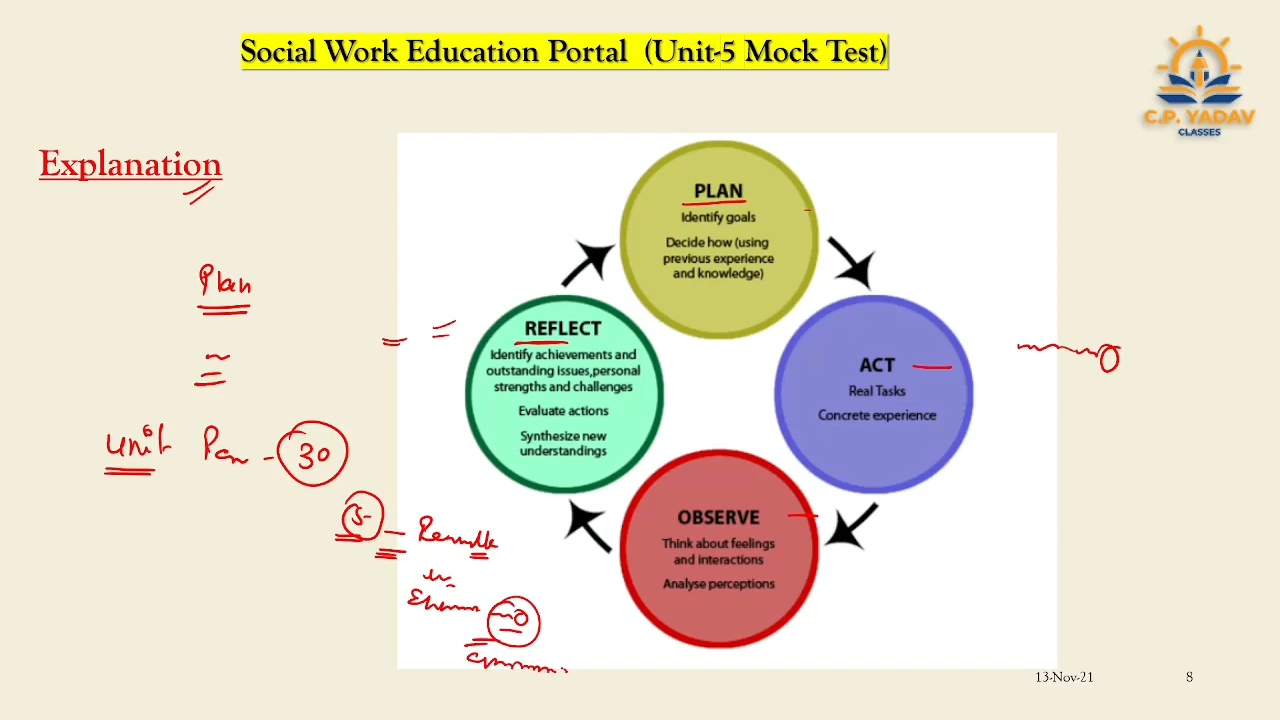 Social Work Education Portal (Unit-5 Mock Test)
C.P. YADAV
CLASSES
Explanation
PLAN
Identify goals
Decide how (using
previous experience
and knowledge)
Plan
REFLECT
Identify achievements and
outstanding issues,personal
strengths and challenges
Evaluate actions
Synthesize new
understandings
ACT
Real Tasks
Concrete experience
Unit Plan - 30
5 -
OBSERVE
Think about feelings
and interactions
Analyse perceptions
13-Nov-21
8